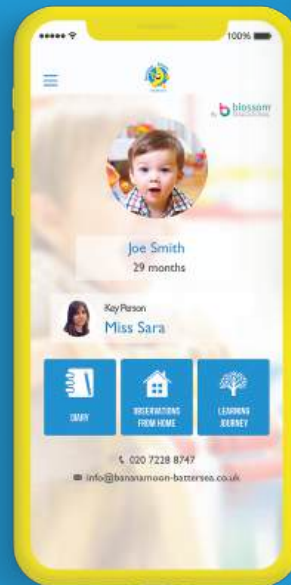 100%
by blossom
Joe Smith
29 months
Key Person
Miss Sara
DIARY
OBSERVATIONS
FROM HOME
LEARNING
JOURNEY
020 7228 8747
info@bananamoon-battersea.co.uk